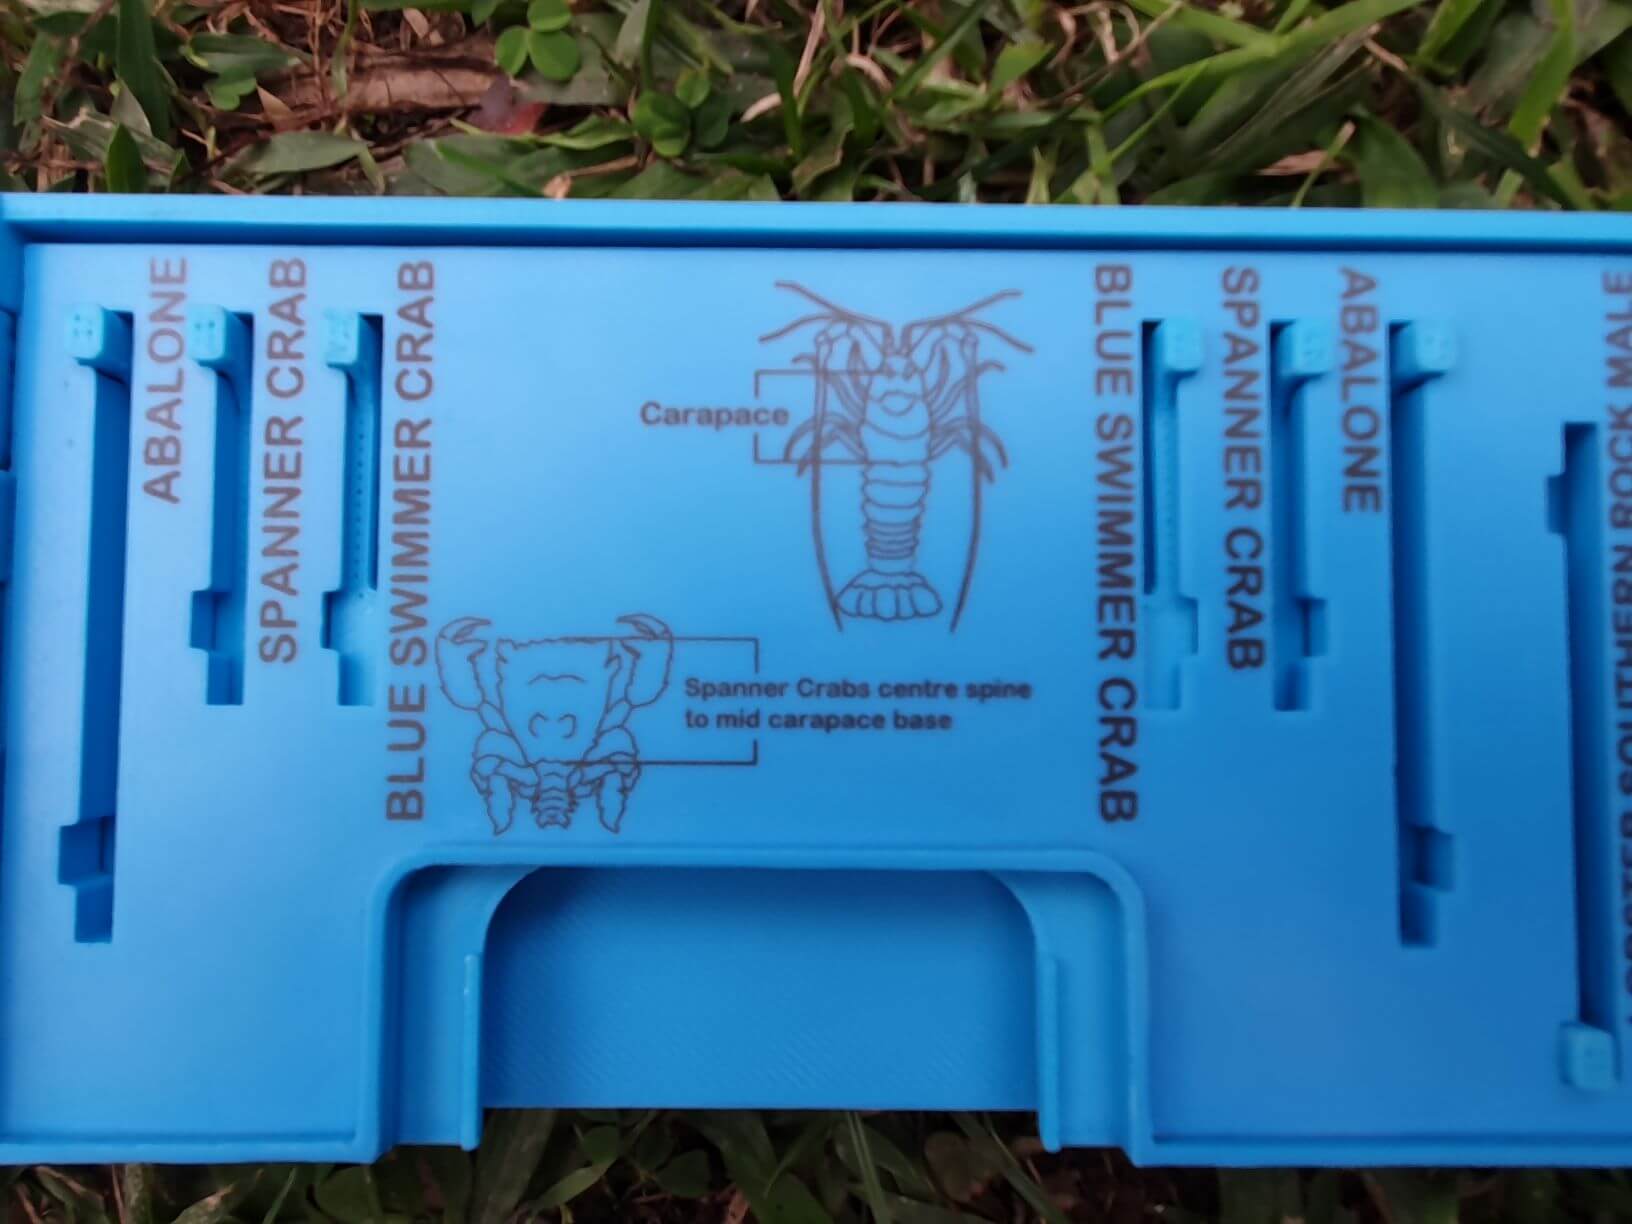 ABALONE
SPANNER CRAB
BLUE SWIMMER CRAB
Carapace
Spanner Crabs centre spine
to mid carapace base
BLUE SWIMMER CRAB
SPANNER CRAB
ABALONE
SOUTHERN ROCK MALE